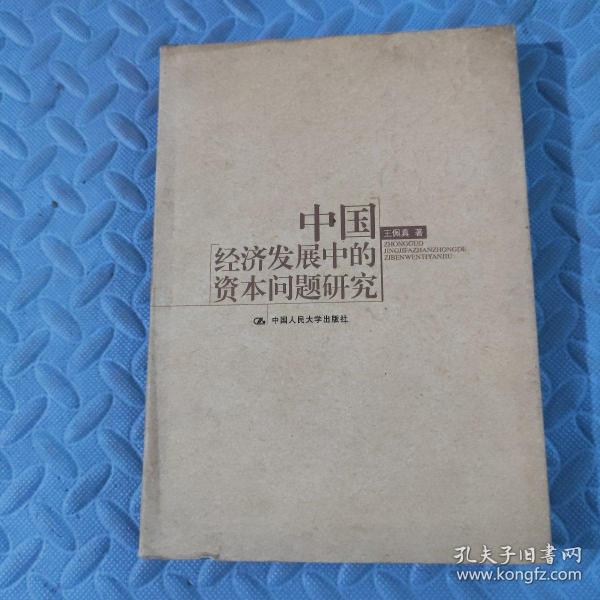 中国
王佩真 著
ZHONGGUO
JINGJIFAZHANZHONGDE
ZIBENWENTIYANJIU
经济发展中的
资本问题研究
中国人民大学出版社
孔夫子旧书网
www.kongfz.com